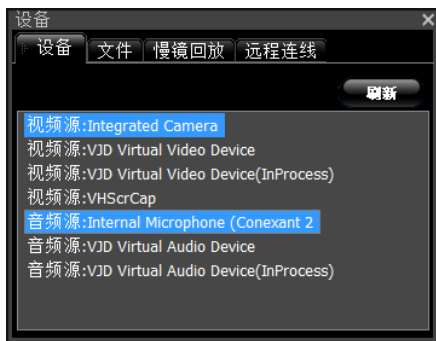 设备
设备 文件 慢镜回放 远程连线
刷新
视频源:Integrated Camera
视频源:VJD Virtual Video Device
视频源:VJD Virtual Video Device(InProcess)
视频源:VHScrCap
音频源:Internal Microphone (Conexant 2
音频源:VJD Virtual Audio Device
音频源:VJD Virtual Audio Device(InProcess)